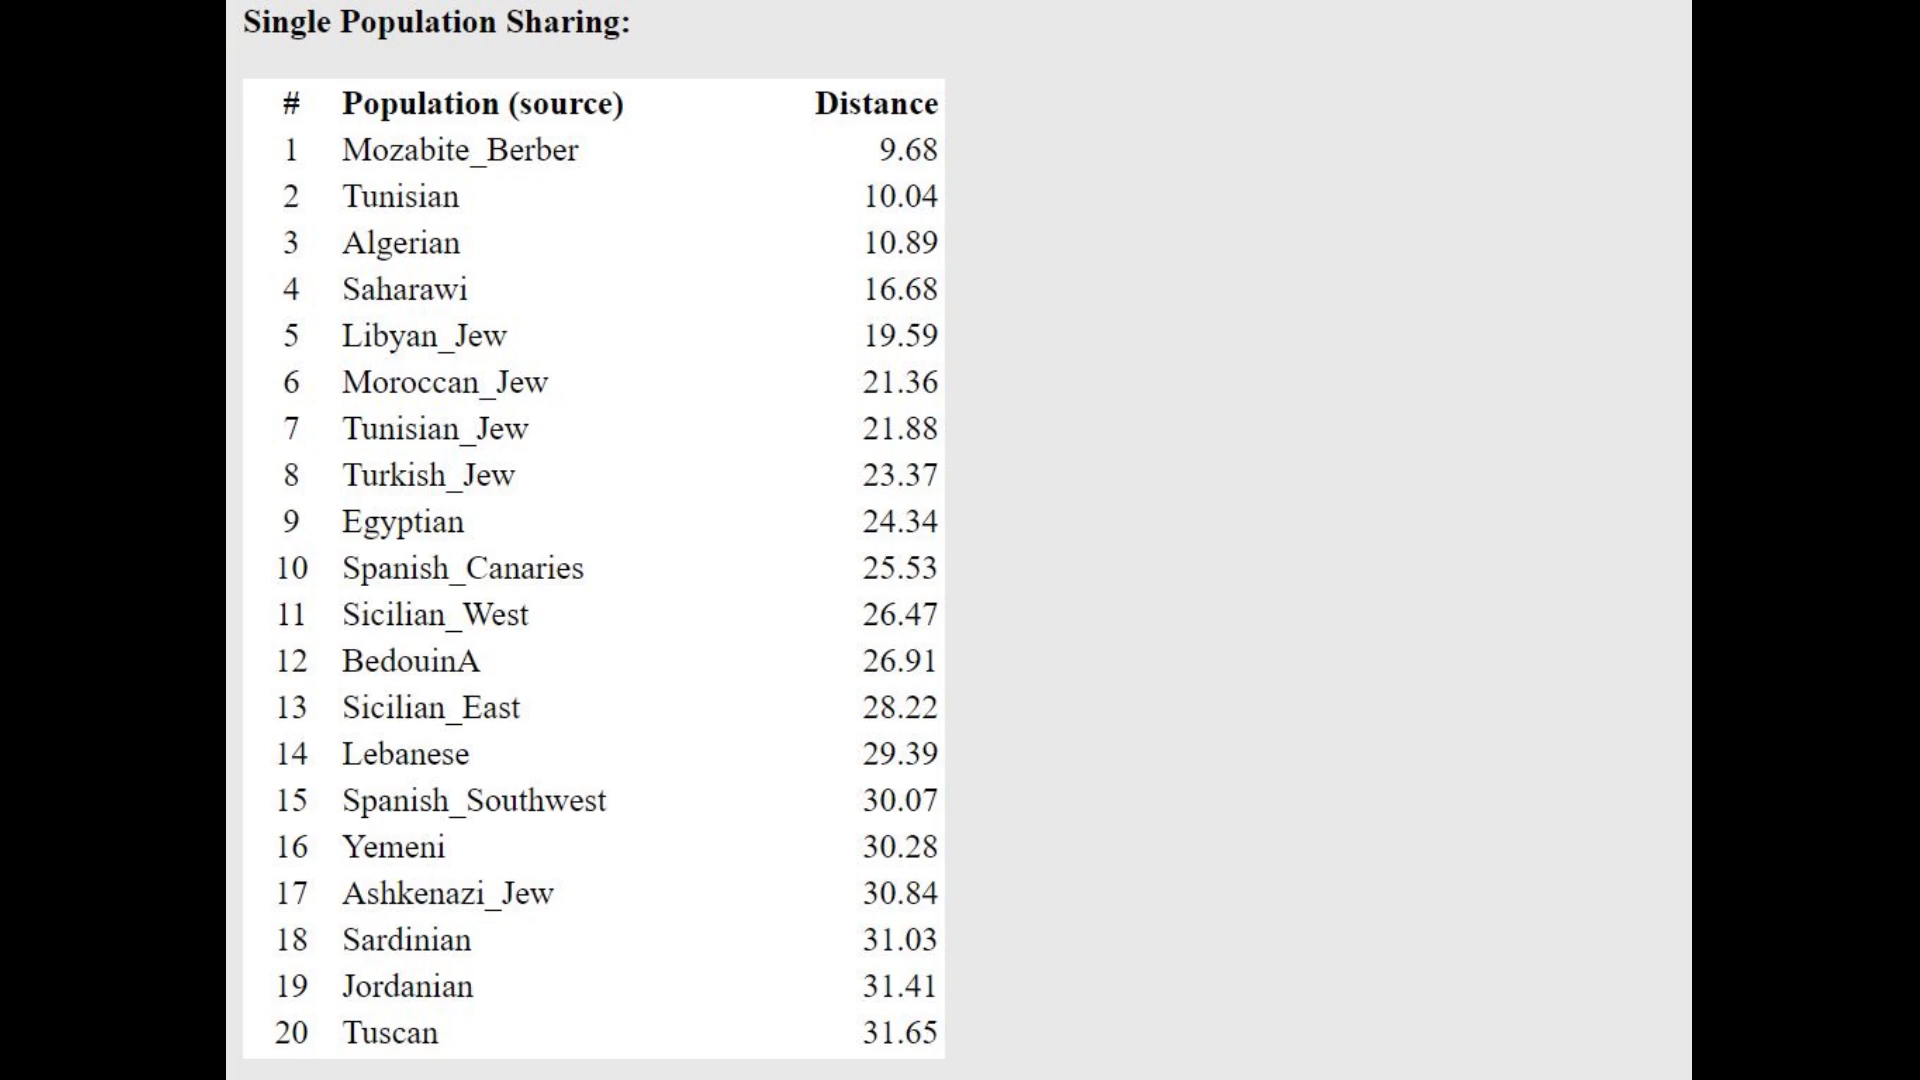 Single Population Sharing:
# Population (source) Distance
1 Mozabite_Berber 9.68
2 Tunisian 10.04
3 Algerian 10.89
4 Saharawi 16.68
5 Libyan_Jew 19.59
6 Moroccan_Jew 21.36
7 Tunisian_Jew 21.88
8 Turkish_Jew 23.37
9 Egyptian 24.34
10 Spanish_Canaries 25.53
11 Sicilian_West 26.47
12 BedouinA 26.91
13 Sicilian_East 28.22
14 Lebanese 29.39
15 Spanish_Southwest 30.07
16 Yemeni 30.28
17 Ashkenazi_Jew 30.84
18 Sardinian 31.03
19 Jordanian 31.41
20 Tuscan 31.65